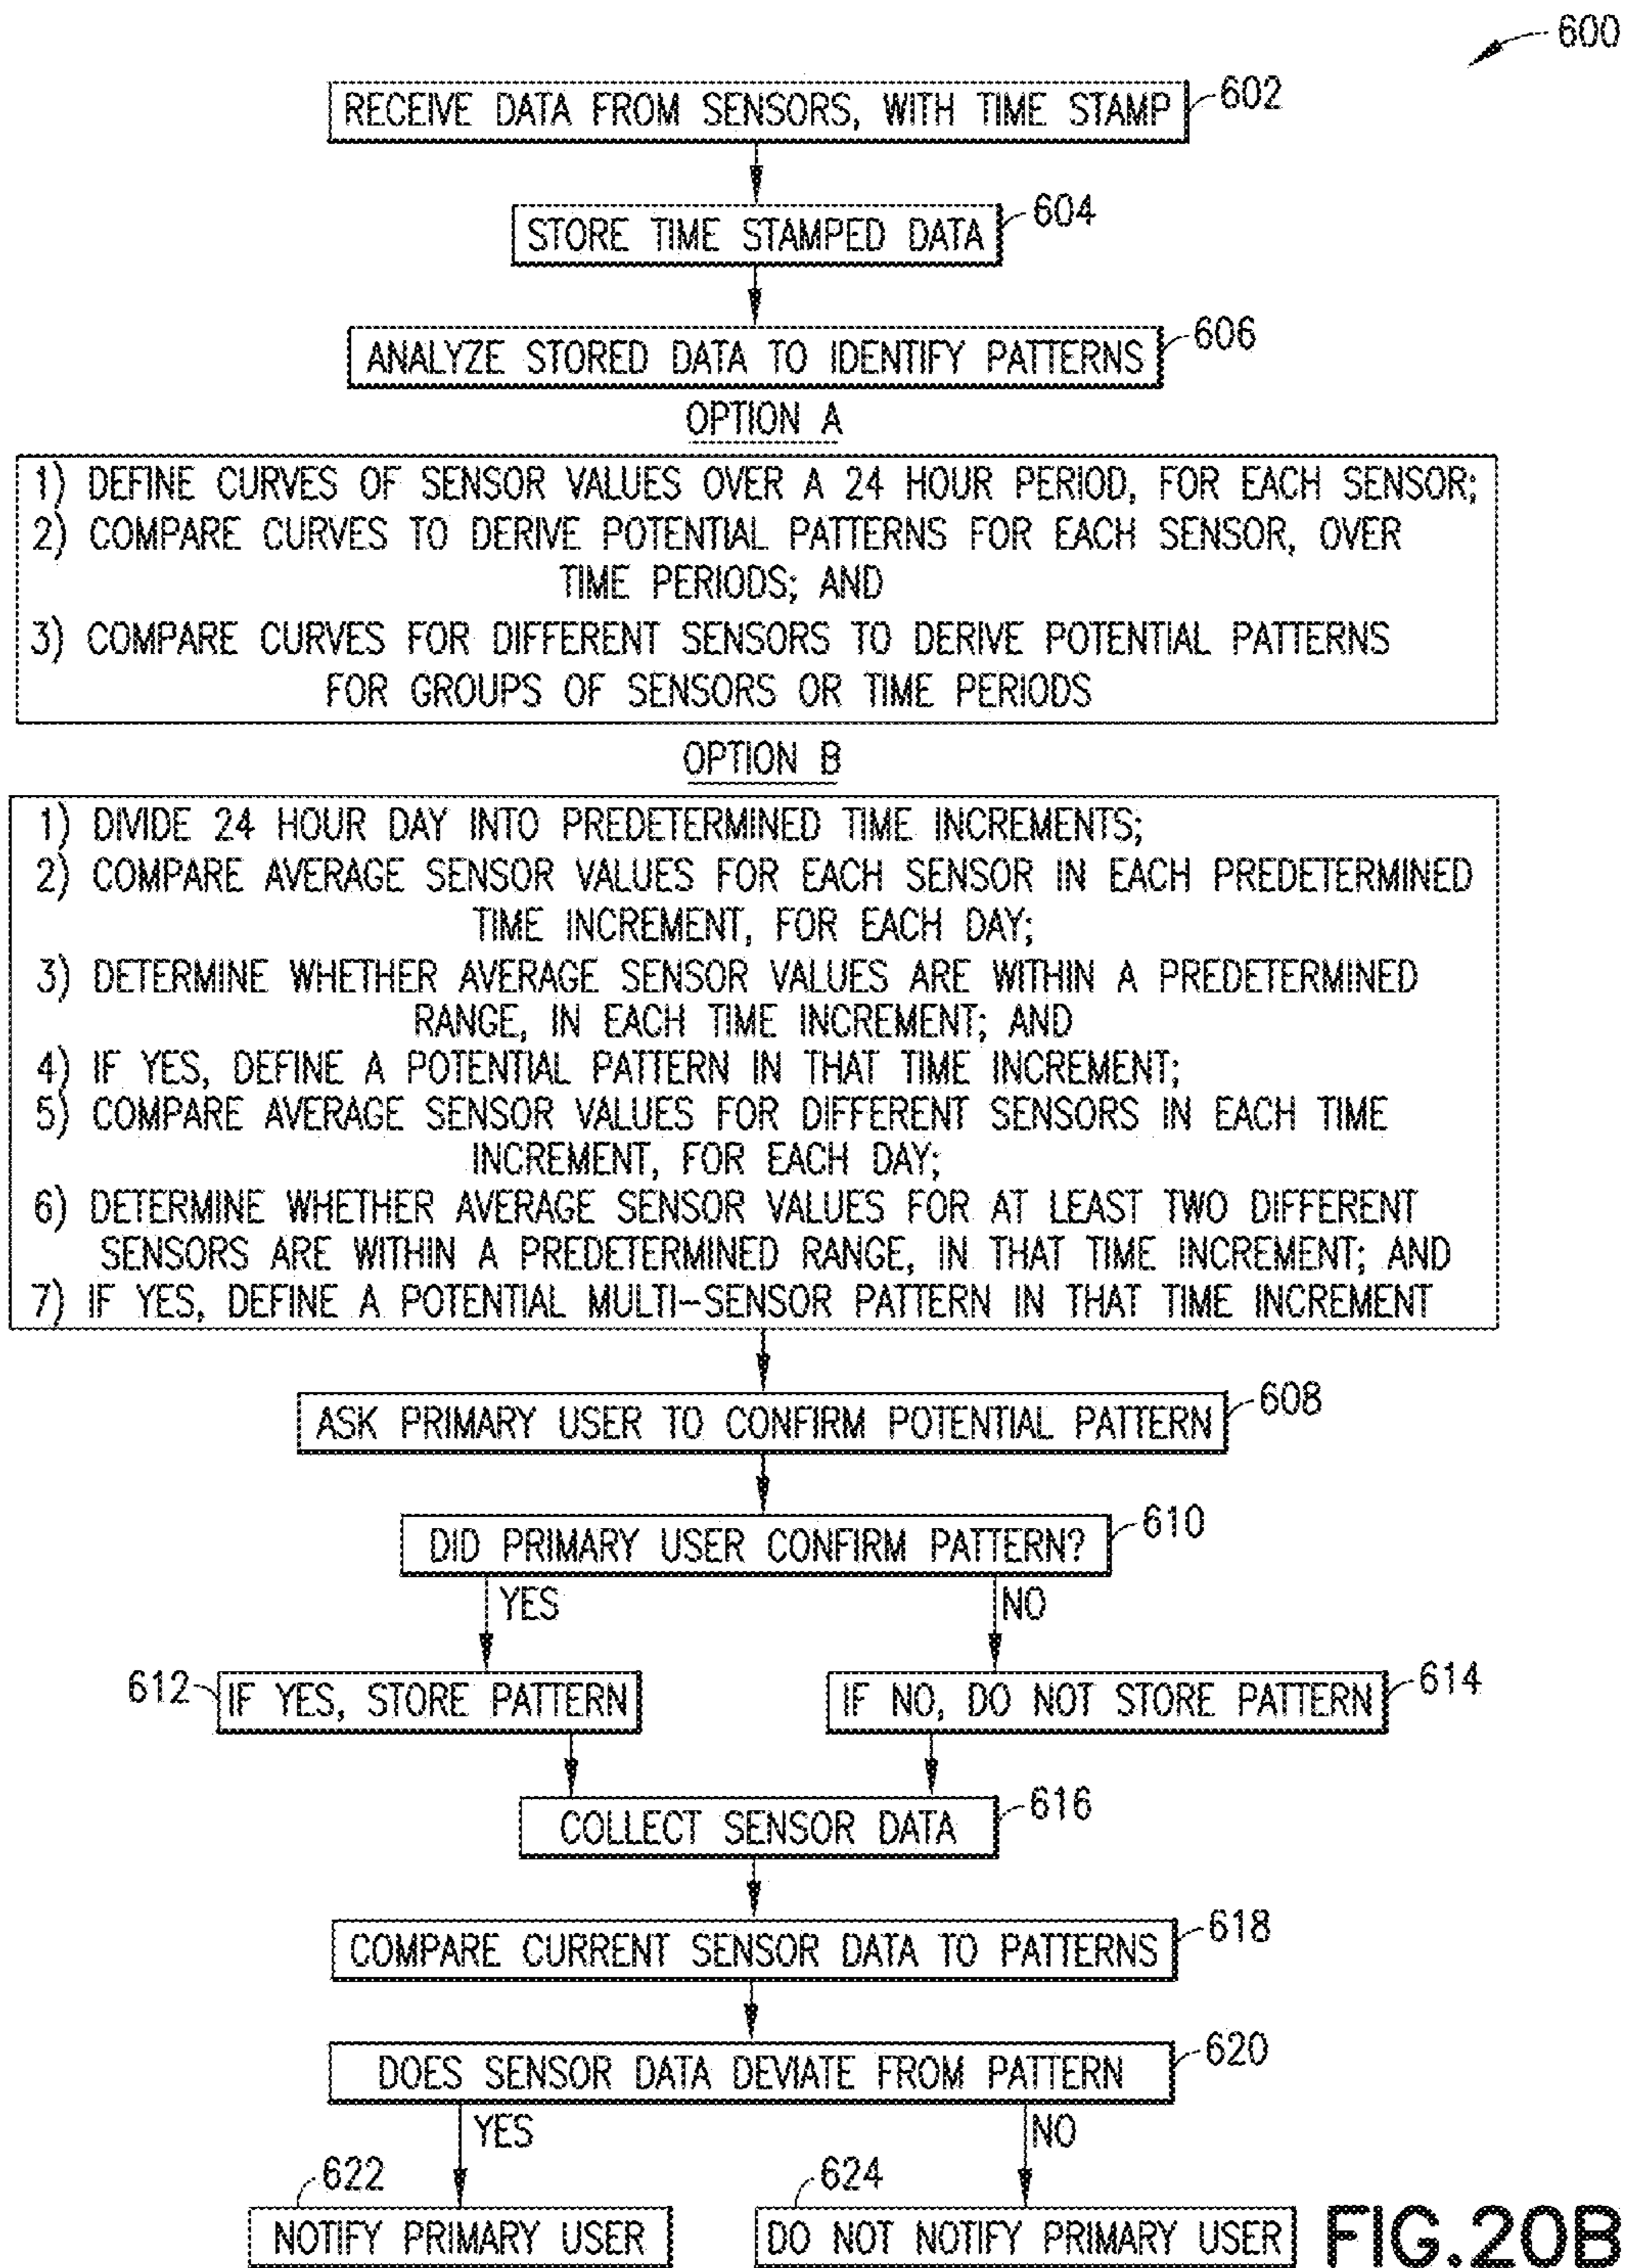 600
RECEIVE DATA FROM SENSORS, WITH TIME STAMP
602
STORE TIME STAMPED DATA
604
ANALYZE STORED DATA TO IDENTIFY PATTERNS
606
OPTION A
1) DEFINE CURVES OF SENSOR VALUES OVER A 24 HOUR PERIOD, FOR EACH SENSOR;
2) COMPARE CURVES TO DERIVE POTENTIAL PATTERNS FOR EACH SENSOR, OVER
TIME PERIODS; AND
3) COMPARE CURVES FOR DIFFERENT SENSORS TO DERIVE POTENTIAL PATTERNS
FOR GROUPS OF SENSORS OR TIME PERIODS
OPTION B
1) DIVIDE 24 HOUR DAY INTO PREDETERMINED TIME INCREMENTS;
2) COMPARE AVERAGE SENSOR VALUES FOR EACH SENSOR IN EACH PREDETERMINED
TIME INCREMENT, FOR EACH DAY;
3) DETERMINE WHETHER AVERAGE SENSOR VALUES ARE WITHIN A PREDETERMINED
RANGE, IN EACH TIME INCREMENT; AND
4) IF YES, DEFINE A POTENTIAL PATTERN IN THAT TIME INCREMENT;
5) COMPARE AVERAGE SENSOR VALUES FOR DIFFERENT SENSORS IN EACH TIME
INCREMENT, FOR EACH DAY;
6) DETERMINE WHETHER AVERAGE SENSOR VALUES FOR AT LEAST TWO DIFFERENT
SENSORS ARE WITHIN A PREDETERMINED RANGE, IN THAT TIME INCREMENT; AND
7) IF YES, DEFINE A POTENTIAL MULTI-SENSOR PATTERN IN THAT TIME INCREMENT
ASK PRIMARY USER TO CONFIRM POTENTIAL PATTERN
608
DID PRIMARY USER CONFIRM PATTERN?
610
YES
NO
612
IF YES, STORE PATTERN
IF NO, DO NOT STORE PATTERN
614
COLLECT SENSOR DATA
616
COMPARE CURRENT SENSOR DATA TO PATTERNS
618
DOES SENSOR DATA DEVIATE FROM PATTERN
620
YES
NO
622
624
NOTIFY PRIMARY USER
DO NOT NOTIFY PRIMARY USER
FIG.20B